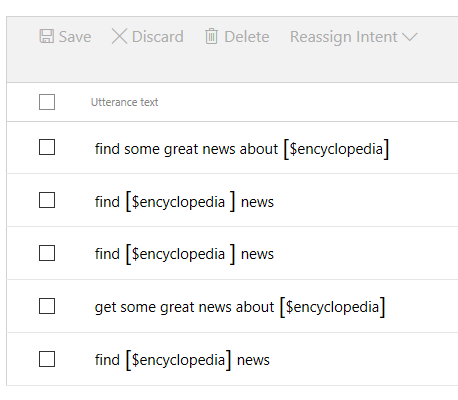 Save Discard Delete Reassign Intent
Utterance text
find some great news about [$encyclopedia]
find [$encyclopedia ] news
find [$encyclopedia ] news
get some great news about [$encyclopedia]
find [$encyclopedia] news